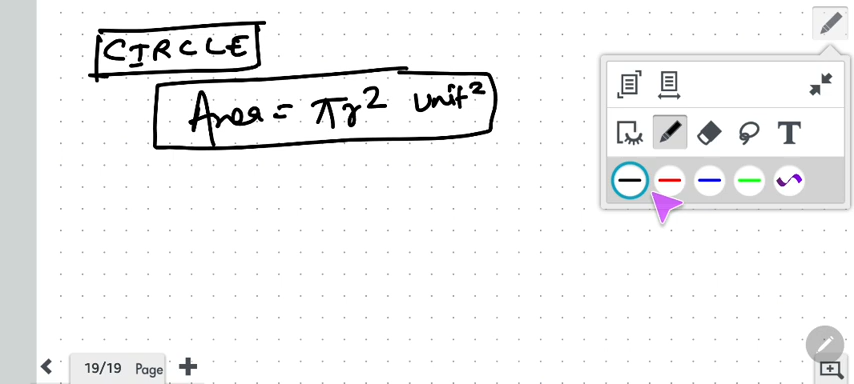 CIRCLE
Area = πr² unit²
T
19/19 Page